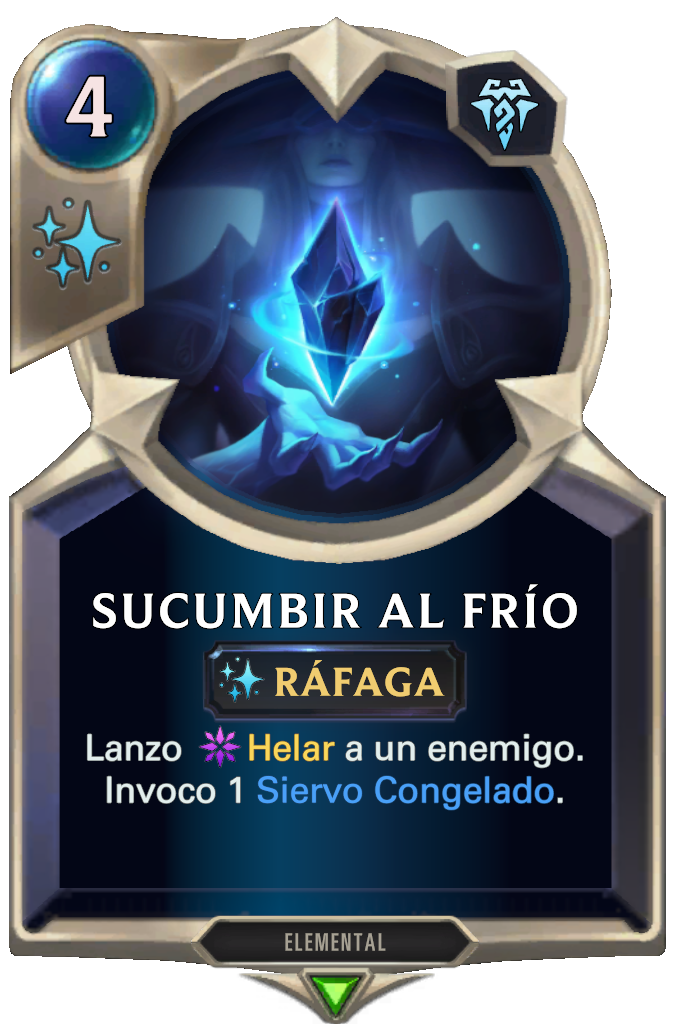 4
SUCUMBIR AL FRÍO
RÁFAGA
Lanzo Helar a un enemigo.
Invoco 1 Siervo Congelado.
ELEMENTAL